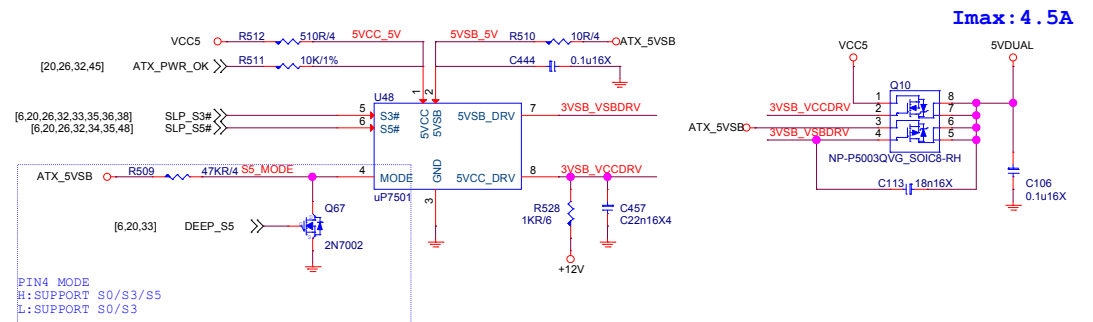 Imax:4.5A
VCC5
R512
510R/4
5VCC_5V
5VSB_5V
R510
10R/4
ATX_5VSB
VCC5
5VDUAL
[20,26,32,45]
ATX_PWR_OK
R511
10K/1%
C444
0.1u16X
U48
1
2
Q10
[6,20,26,32,33,35,36,38]
SLP_S3#
5
S3#
5VCC
5VSB
5VSB_DRV
7
3VSB_VSBDRV
[6,20,26,32,34,35,48]
SLP_S5#
6
S5#
3VSB_VCCDRV
1
8
2
7
ATX_5VSB
3
6
3VSB_VSBDRV
4
5
NP-P5003QVG_SOIC8-RH
ATX_5VSB
R509
47KR/4
S5_MODE
4
MODE
GND
5VCC_DRV
8
3VSB_VCCDRV
uP7501
3
C113
18n16X
C106
0.1u16X
[6,20,33]
DEEP_S5
Q67
2N7002
R528
1KR/6
C457
C22n16X4
+12V
PIN4 MODE
H:SUPPORT S0/S3/S5
L:SUPPORT S0/S3